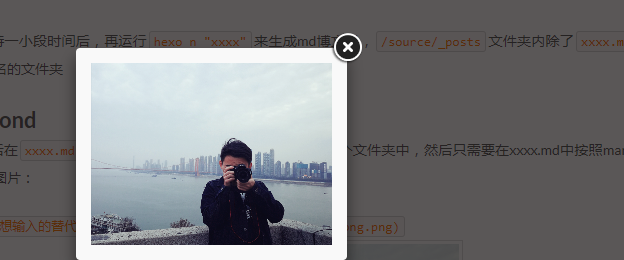 待一小段时间后，再运行 hexo n "xxxx" 来生成md博文 ，/source/_posts 文件夹内除了 xxxx.m
名的文件夹
ond
后在 xxxx.md 个文件夹中，然后只需要在xxxx.md中按照mar
图片：
想输入的替代 ng.png)